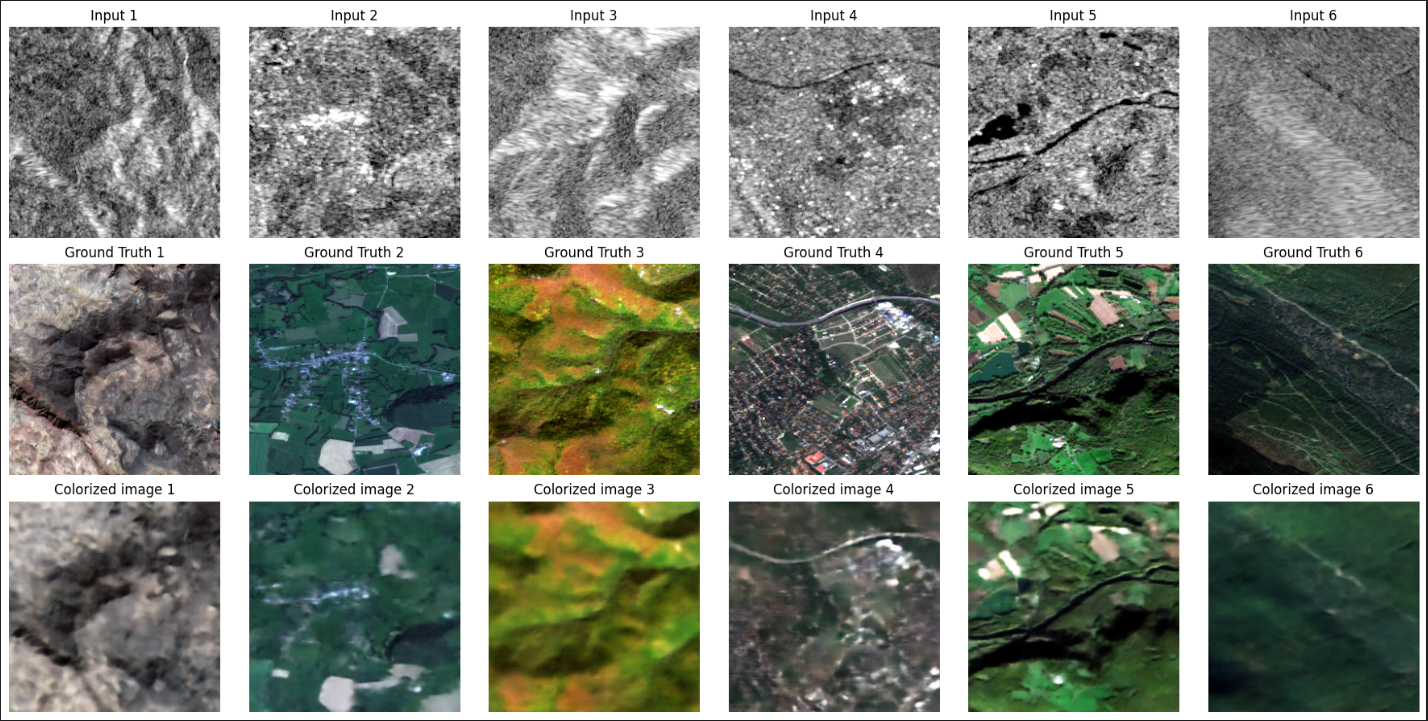 Input 1
Input 2
Input 3
Input 4
Input 5
Input 6
Ground Truth 1
Ground Truth 2
Ground Truth 3
Ground Truth 4
Ground Truth 5
Ground Truth 6
Colorized image 1
Colorized image 2
Colorized image 3
Colorized image 4
Colorized image 5
Colorized image 6